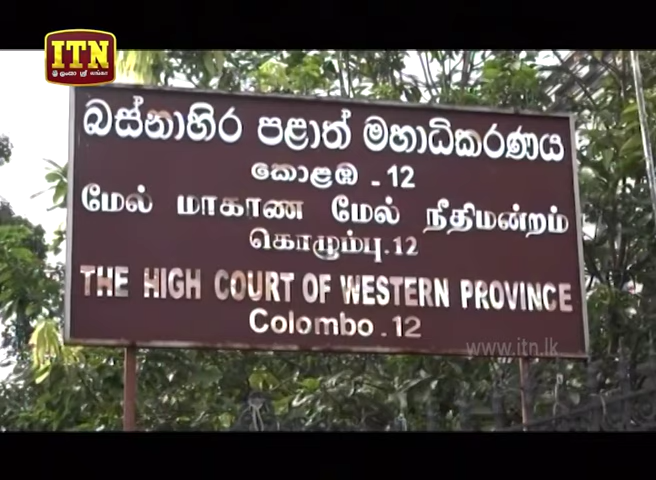 ITN
ශ්‍රී ලංකා இலங்கை
බස්නාහිර පළාත් මහාධිකරණය
කොළඹ - 12
மேல் மாகாண மேல் நீதிமன்றம்
கொழும்பு. 12
THE HIGH COURT OF WESTERN PROVINCE
Colombo - 12
www.itn.lk